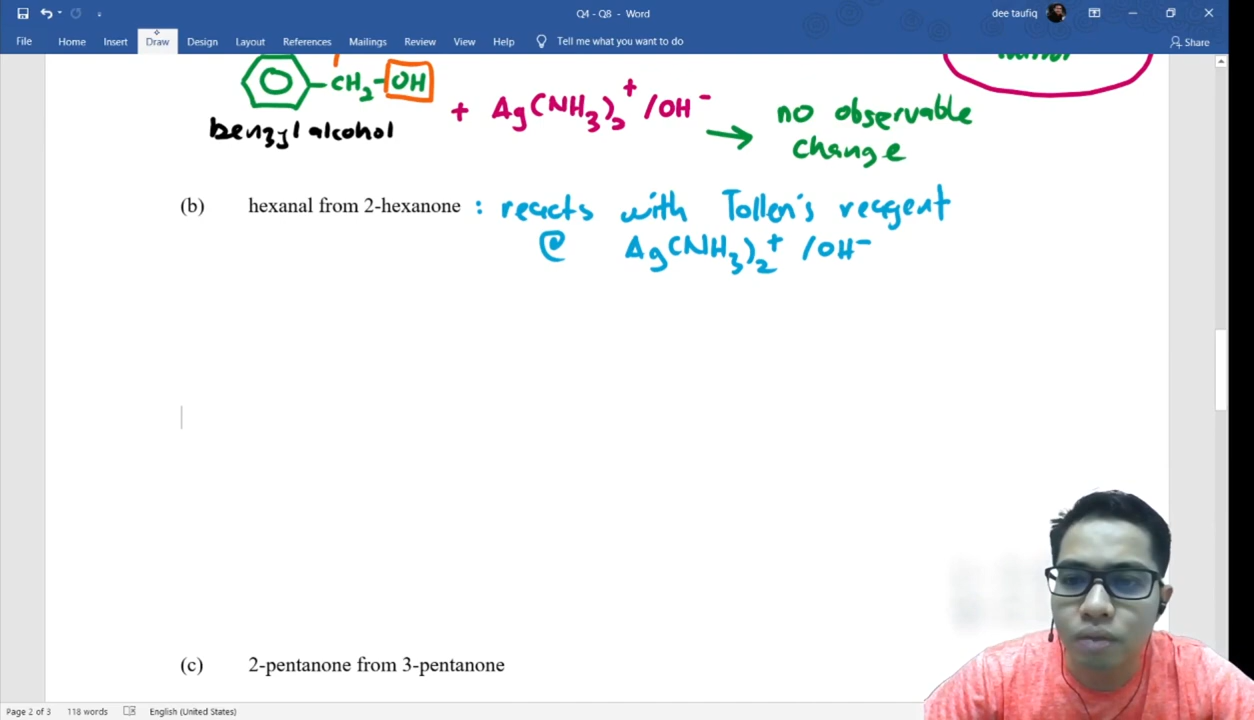 Q4 - Q8 - Word
dee taufiq
File Home Insert Draw Design Layout References Mailings Review View Help Tell me what you want to do Share
CH2-OH
+ Ag(NH3)2+ /OH-
no observable
change
benzyl alcohol
(b) hexanal from 2-hexanone : reacts with Tollen's reagent
@ Ag(NH3)2+ /OH-
(c) 2-pentanone from 3-pentanone
Page 2 of 3 118 words English (United States)